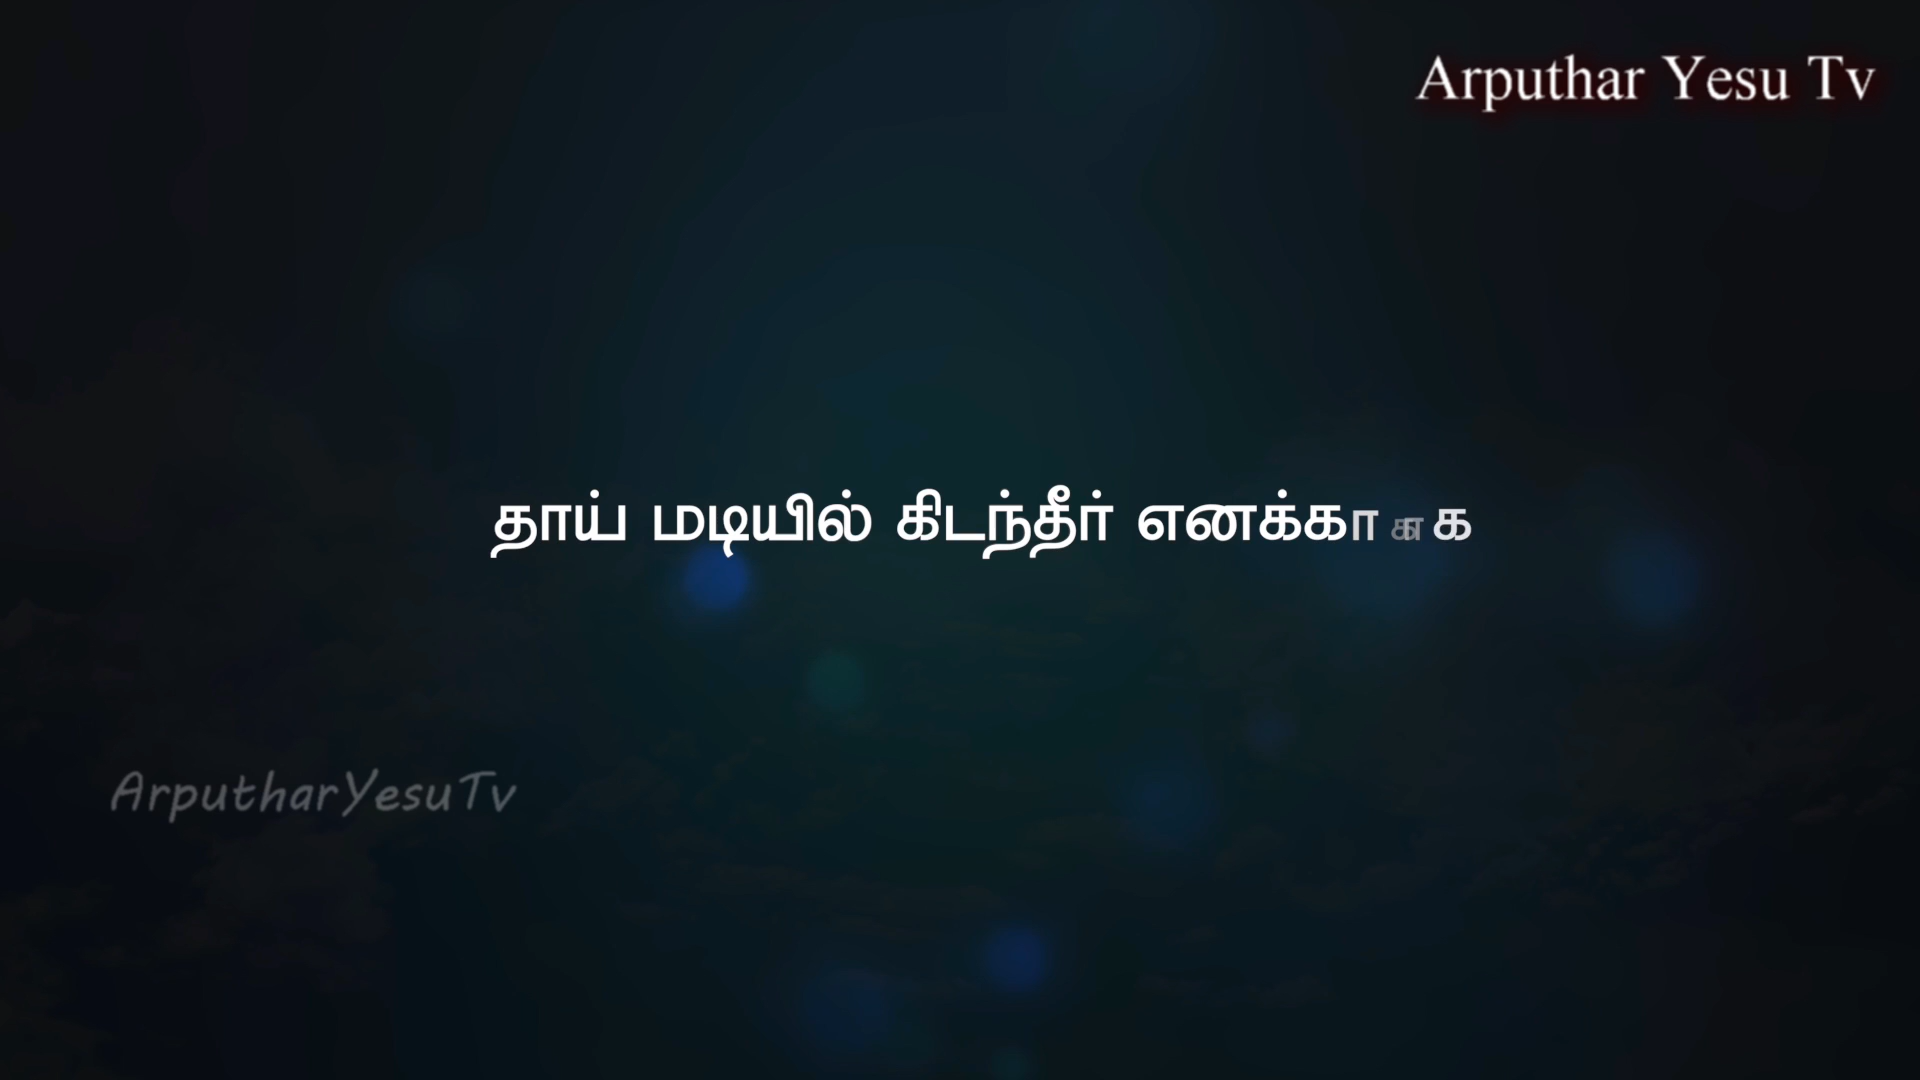 Arputhar Yesu Tv
தாய் மடியில் கிடந்தீர் எனக்காக
ArputharYesuTv